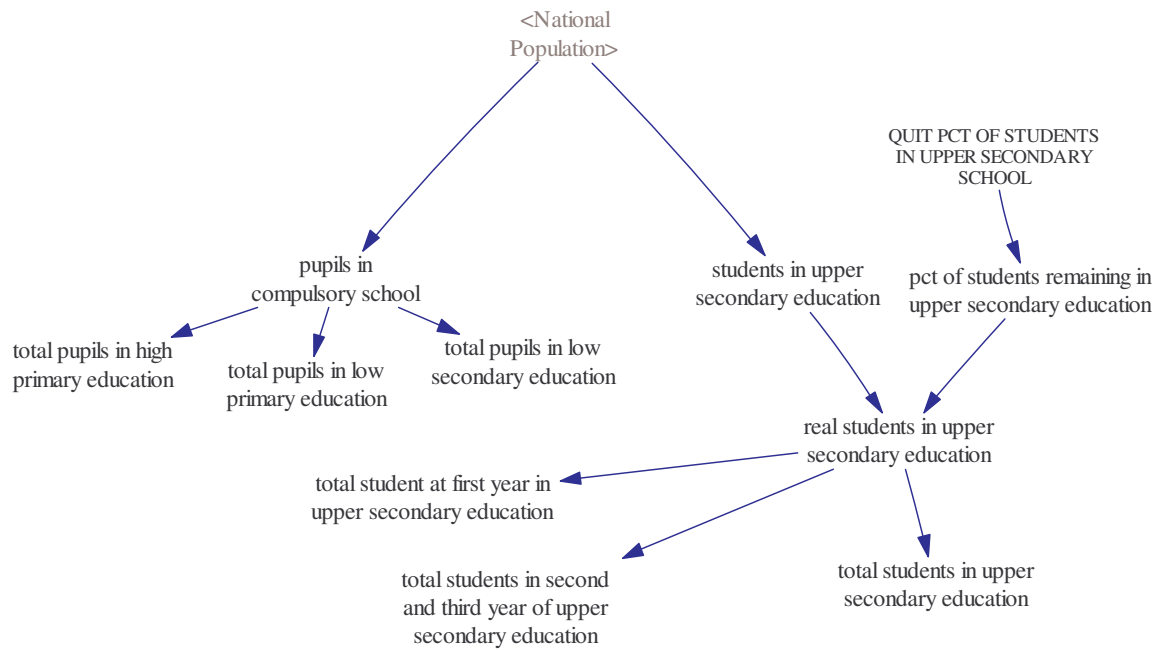 <National
Population>
QUIT PCT OF STUDENTS
IN UPPER SECONDARY
SCHOOL
pupils in
compulsory school
students in upper
secondary education
pct of students remaining in
upper secondary education
total pupils in high
primary education
total pupils in low
primary education
total pupils in low
secondary education
real students in upper
secondary education
total student at first year in
upper secondary education
total students in second
and third year of upper
secondary education
total students in upper
secondary education